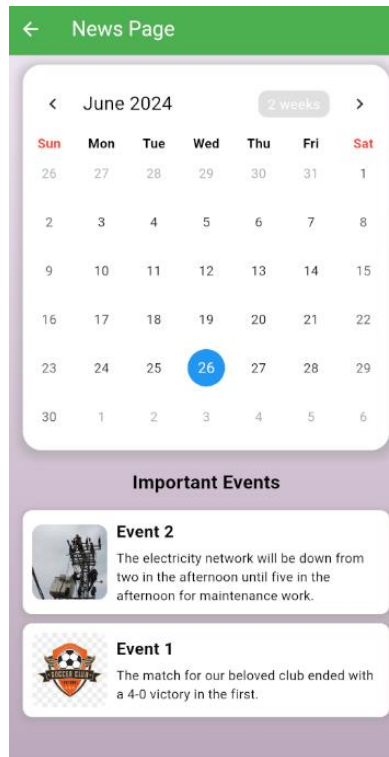 News Page
June 2024
2 weeks
Sun Mon Tue Wed Thu Fri Sat
26 27 28 29 30 31 1
2 3 4 5 6 7 8
9 10 11 12 13 14 15
16 17 18 19 20 21 22
23 24 25 26 27 28 29
30 1 2 3 4 5 6
Important Events
Event 2
The electricity network will be down from
two in the afternoon until five in the
afternoon for maintenance work.
SOCCER CLUB
Event 1
The match for our beloved club ended with
a 4-0 victory in the first.